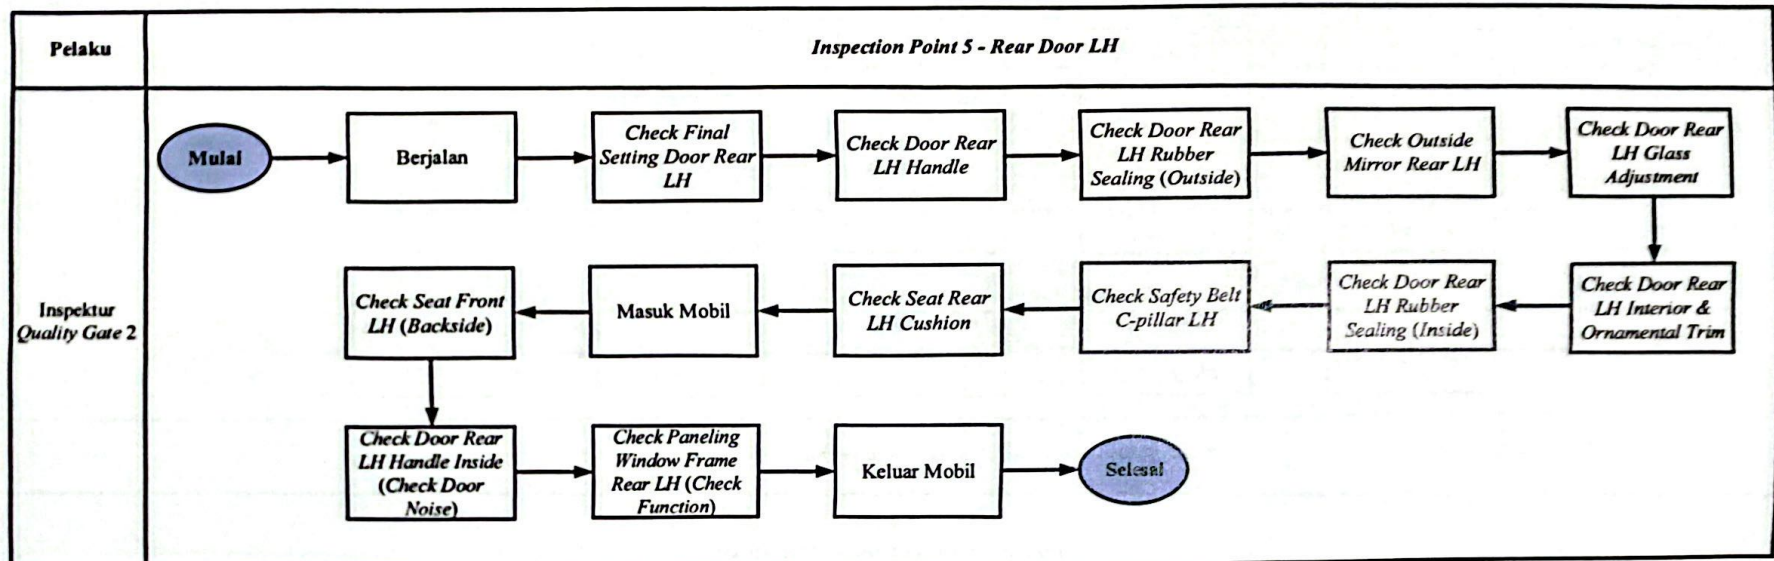 Pelaku
Inspection Point 5 - Rear Door LH
Inspektur
Quality Gate 2
Mulai
Berjalan
Check Final
Setting Door Rear
LH
Check Door Rear
LH Handle
Check Door Rear
LH Rubber
Sealing (Outside)
Check Outside
Mirror Rear LH
Check Door Rear
LH Glass
Adjustment
Check Door Rear
LH Interior &
Ornamental Trim
Check Door Rear
LH Rubber
Sealing (Inside)
Check Safety Belt
C-pillar LH
Check Seat Rear
LH Cushion
Masuk Mobil
Check Seat Front
LH (Backside)
Check Door Rear
LH Handle Inside
(Check Door
Noise)
Check Paneling
Window Frame
Rear LH (Check
Function)
Keluar Mobil
Selesai